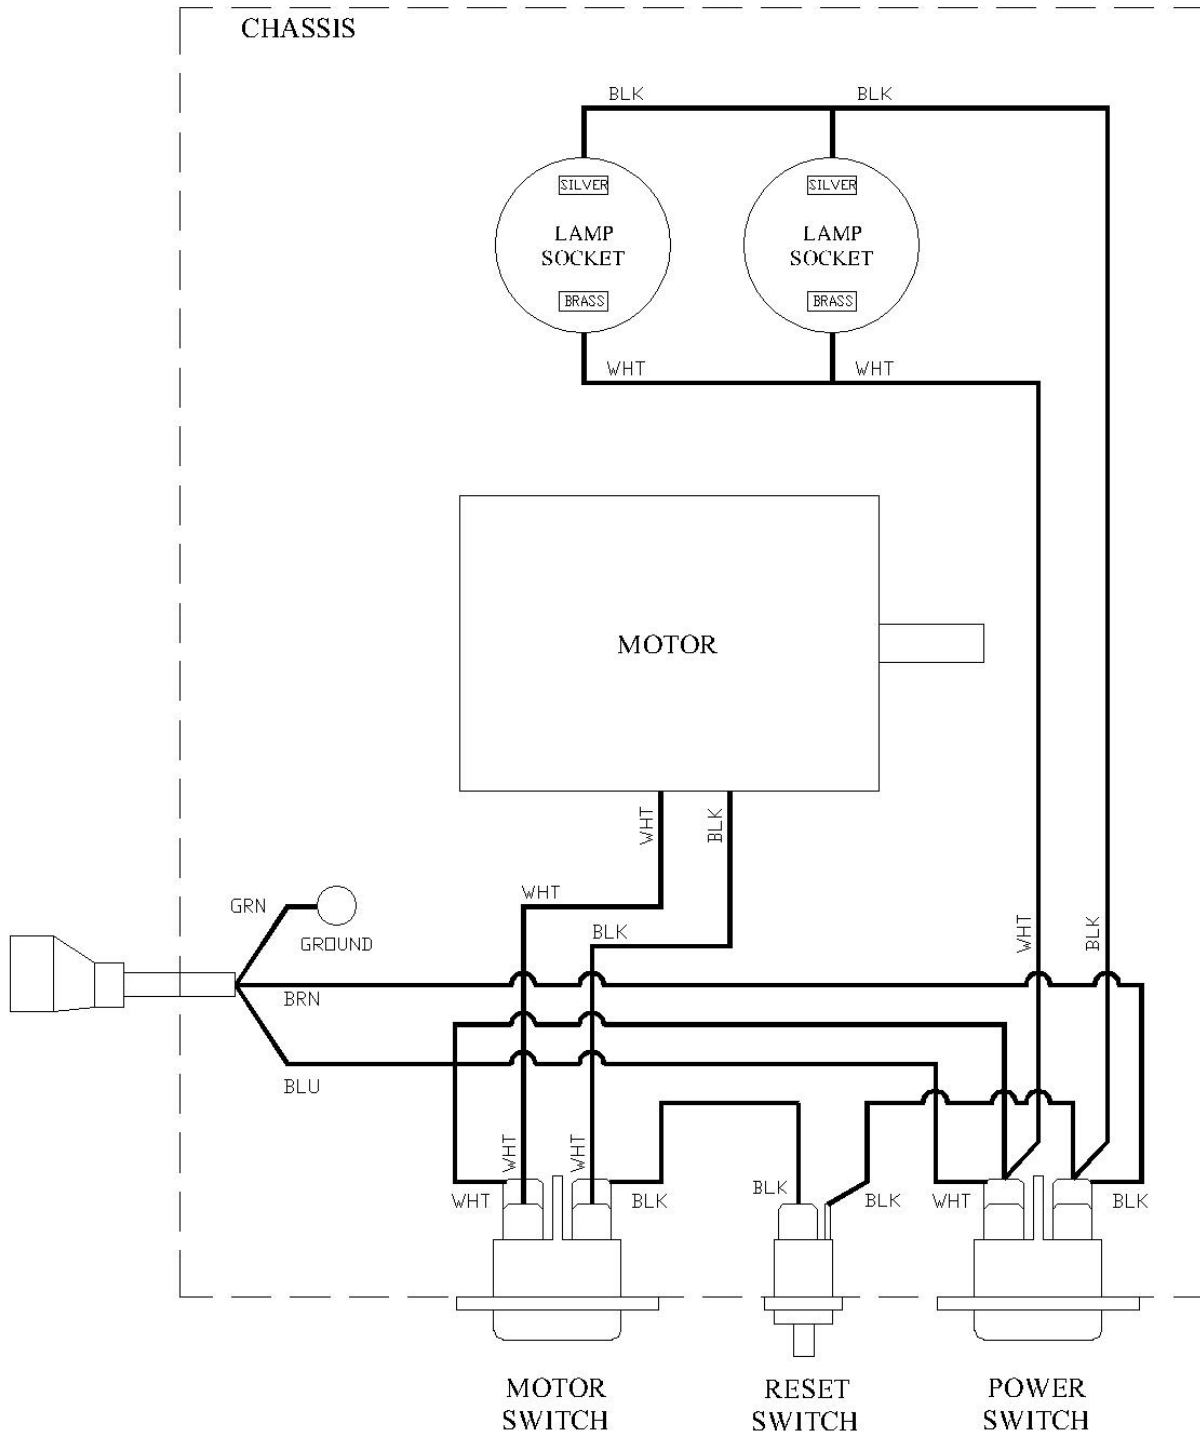 CHASSIS
BLK
BLK
SILVER
SILVER
LAMP
SOCKET
LAMP
SOCKET
BRASS
BRASS
WHT
WHT
MOTOR
WHT
BLK
WHT
GRN
BLK
GROUND
WHT
BLK
BRN
BLU
WHT
WHT
WHT
BLK
BLK
BLK
WHT
BLK
MOTOR
SWITCH
RESET
SWITCH
POWER
SWITCH